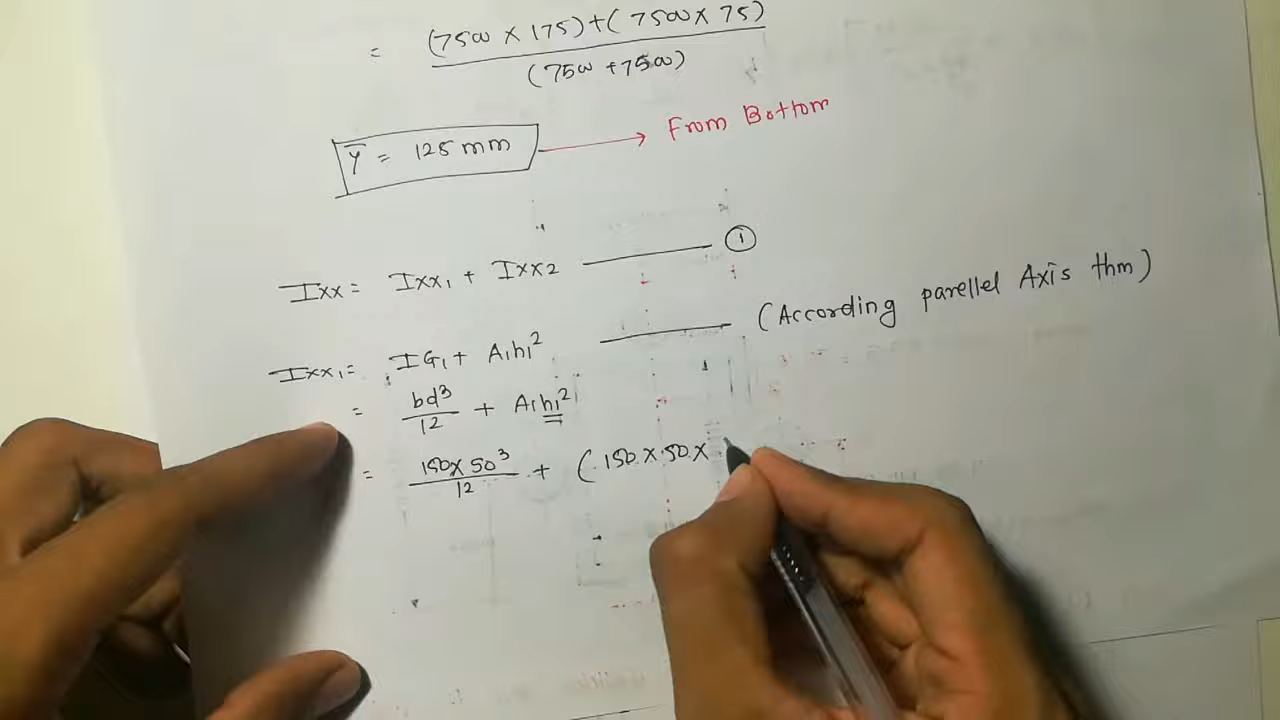 = (7500 × 175) + (7500 × 75)
(7500 + 7500)
Y̅ = 125 mm → From Bottom
Ixx = Ixx1 + Ixx2 —— ①
Ixx1 = IG1 + A1h1² —— (According parellel Axis thm)
= bd³/12 + A1h1²
= 150 × 50³/12 + (150 × 50 ×